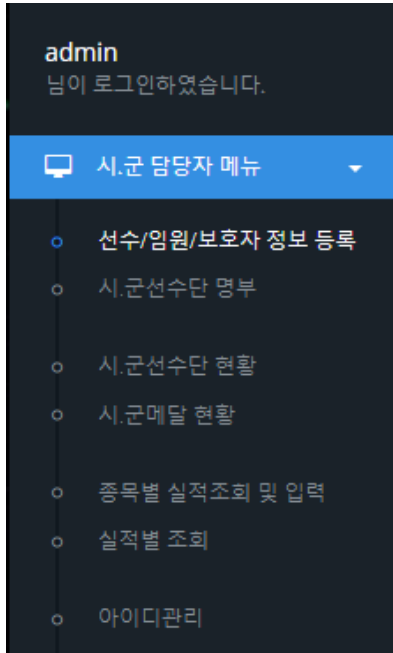 admin
님이 로그인하였습니다.
시.군 담당자 메뉴
선수/임원/보호자 정보 등록
시.군선수단 명부
시.군선수단 현황
시.군메달 현황
종목별 실적조회 및 입력
실적별 조회
아이디관리